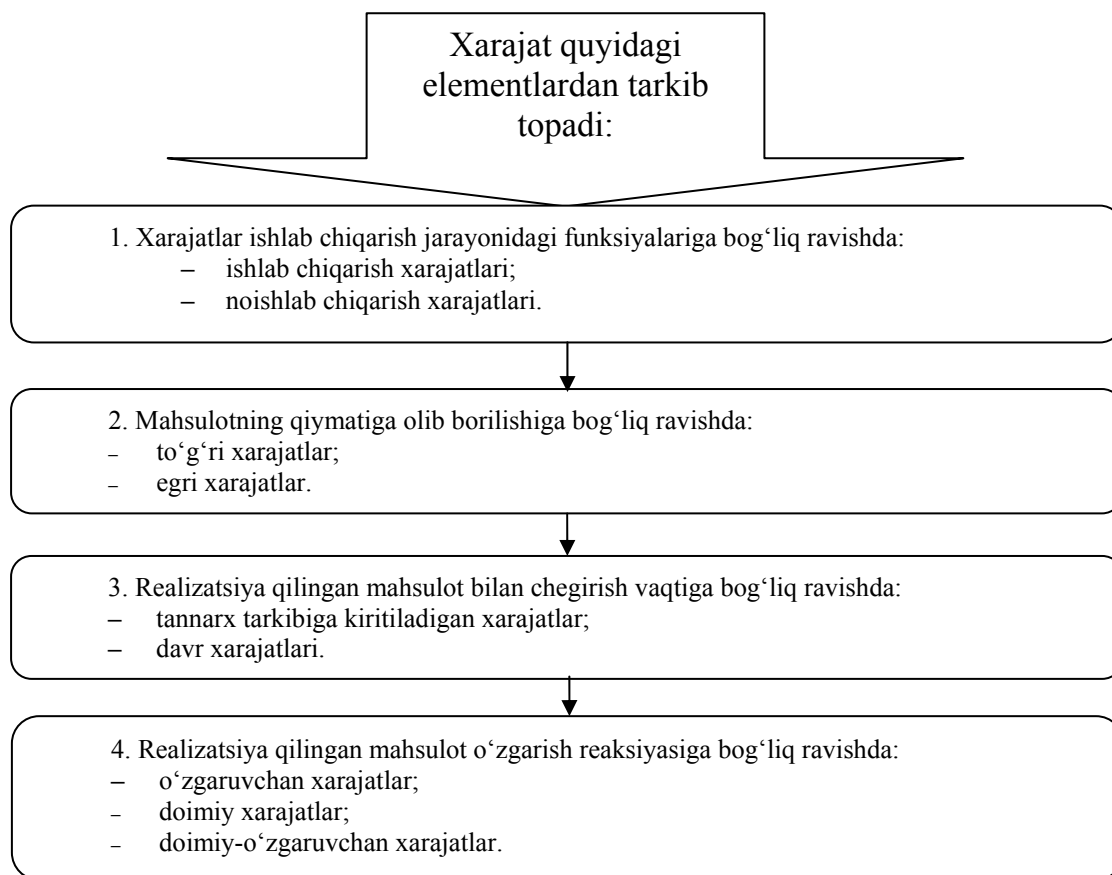 Xarajat quyidagi
elementlardan tarkib
topadi:
1. Xarajatlar ishlab chiqarish jarayonidagi funksiyalariga bog‘liq ravishda:
– ishlab chiqarish xarajatlari;
– noishlab chiqarish xarajatlari.
2. Mahsulotning qiymatiga olib borilishiga bog‘liq ravishda:
– to‘g‘ri xarajatlar;
– egri xarajatlar.
3. Realizatsiya qilingan mahsulot bilan chegirish vaqtiga bog‘liq ravishda:
– tannarx tarkibiga kiritiladigan xarajatlar;
– davr xarajatlari.
4. Realizatsiya qilingan mahsulot o‘zgarish reaksiyasiga bog‘liq ravishda:
– o‘zgaruvchan xarajatlar;
– doimiy xarajatlar;
– doimiy-o‘zgaruvchan xarajatlar.